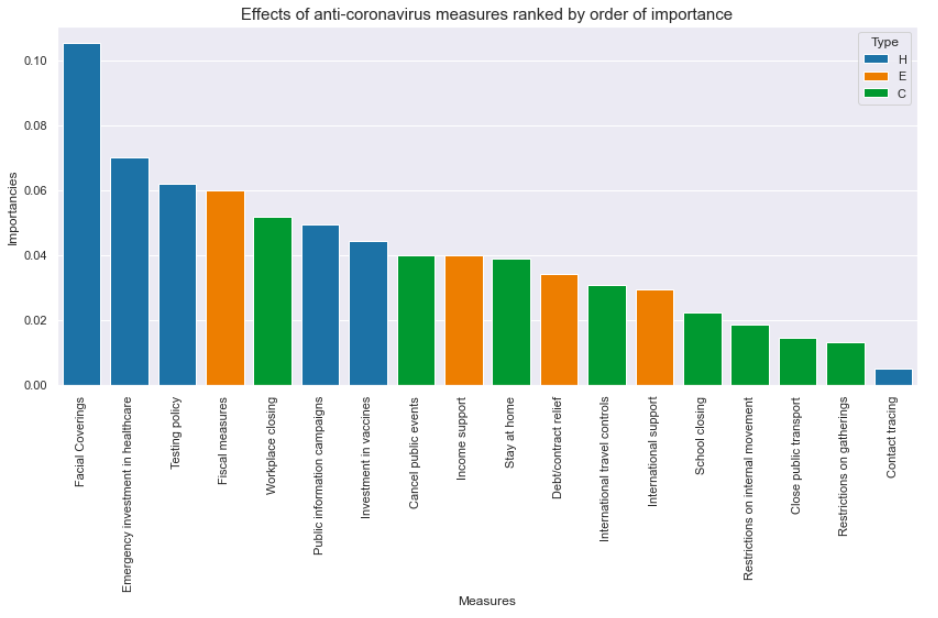 Effects of anti-coronavirus measures ranked by order of importance
Type
H
E
C
Importancies
0.10
0.08
0.06
0.04
0.02
0.00
Facial Coverings
Emergency investment in healthcare
Testing policy
Fiscal measures
Workplace closing
Public information campaigns
Investment in vaccines
Cancel public events
Income support
Stay at home
Debt/contract relief
International travel controls
International support
School closing
Restrictions on internal movement
Close public transport
Restrictions on gatherings
Contact tracing
Measures